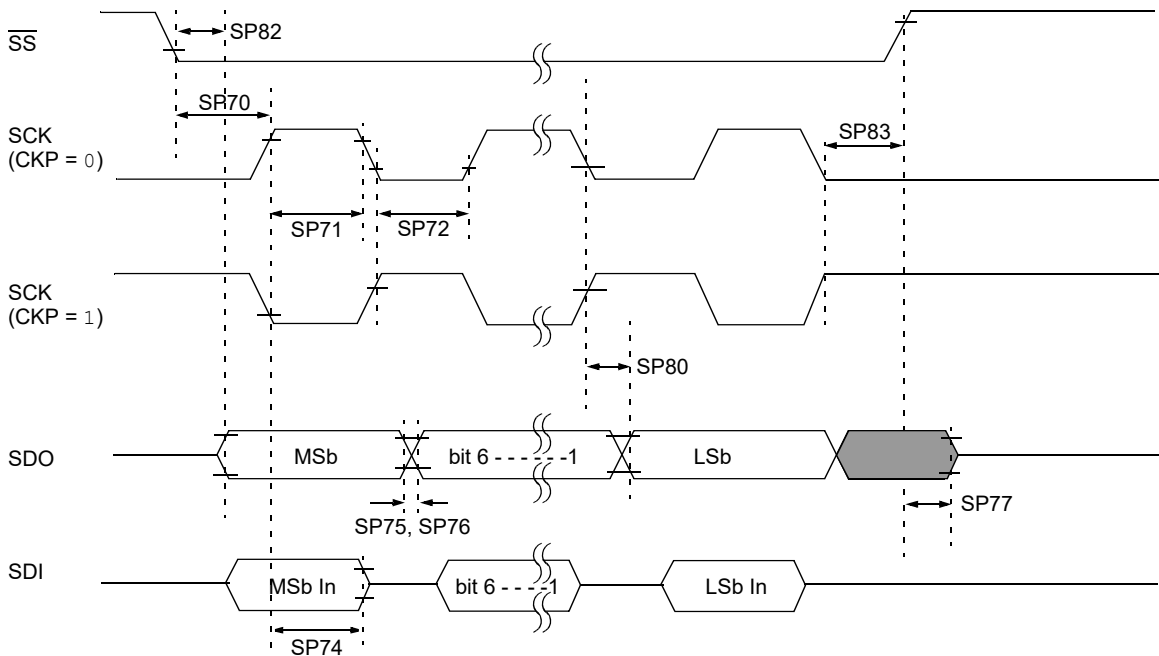 SS
SP82
SP70
SCK
(CKP = 0)
SP83
SP71
SP72
SCK
(CKP = 1)
SP80
SDO
MSb
bit 6 - - - - - - -1
LSb
SP77
SP75, SP76
SDI
MSb In
bit 6 - - - -1
LSb In
SP74